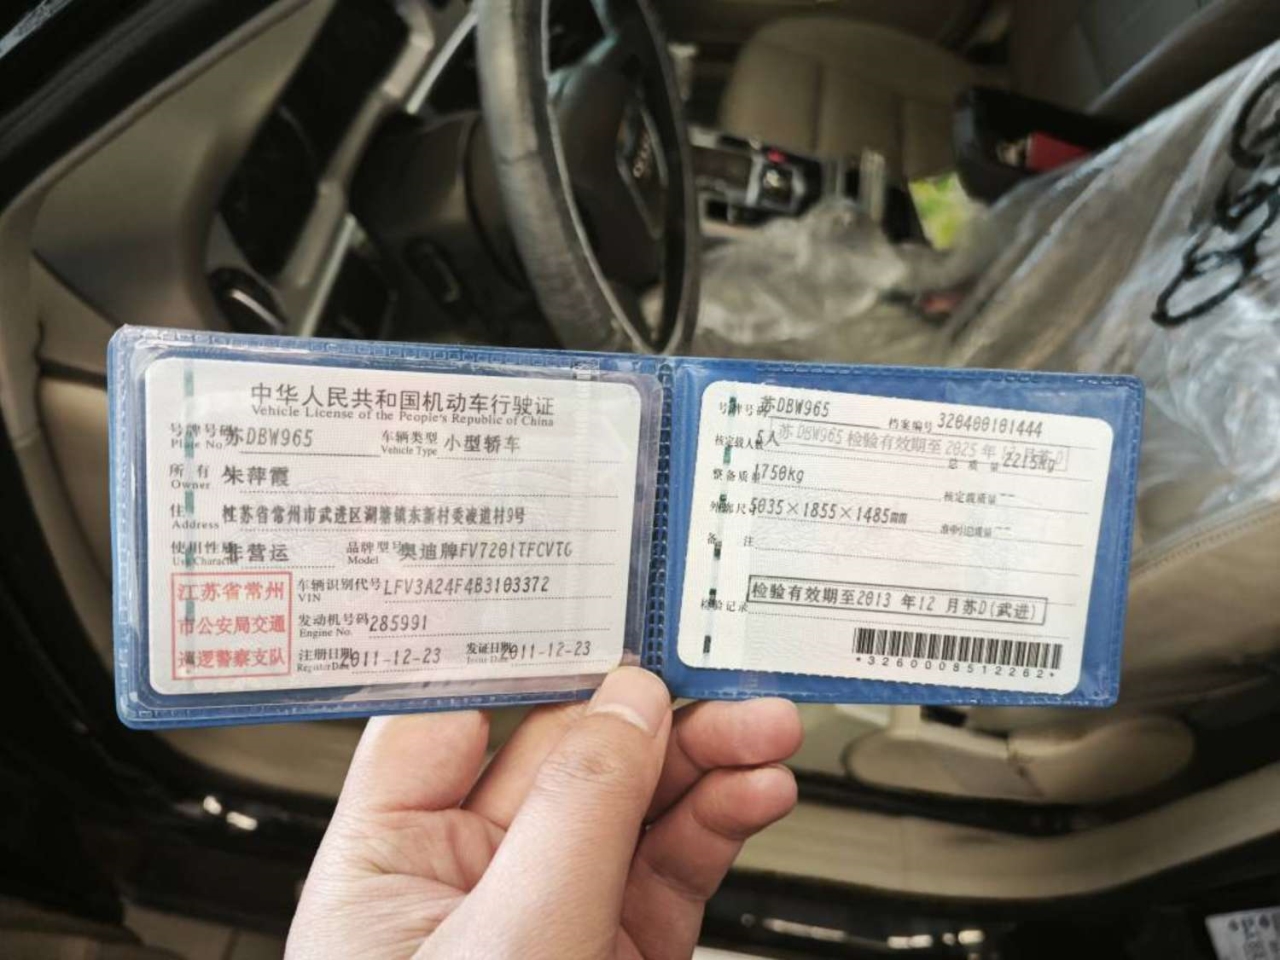 中华人民共和国机动车行驶证
Vehicle License of the People's Republic of China
号牌号码 苏DBW965 车辆类型 小型轿车
Plate No. Vehicle Type
所有 朱萍霞
Owner
住 江苏省常州市武进区湖塘镇东新村委凌道村9号
Address
使用性 非营运 品牌型号 奥迪牌FV7201TFCVTG
Use Character Model
江苏省常州
市公安局交通
巡逻警察支队
车辆识别代号 LFV3A24F4B3103372
VIN
发动机号码 285991
Engine No.
注册日期 2011-12-23 发证日期 2011-12-23
Register Date Issue Date
号牌号码 苏DBW965 档案编号 320400101444
核定载人数 5人 总质量 2215kg
苏DBW965 检验有效期至 2025 年 12 月苏D
整备质量 1750kg 核定载质量 --
外廓尺 5035×1855×1485mm 准牵引总质量 --
备注
检验记录 检验有效期至2013 年12 月苏D(武进)
*3260008512262*